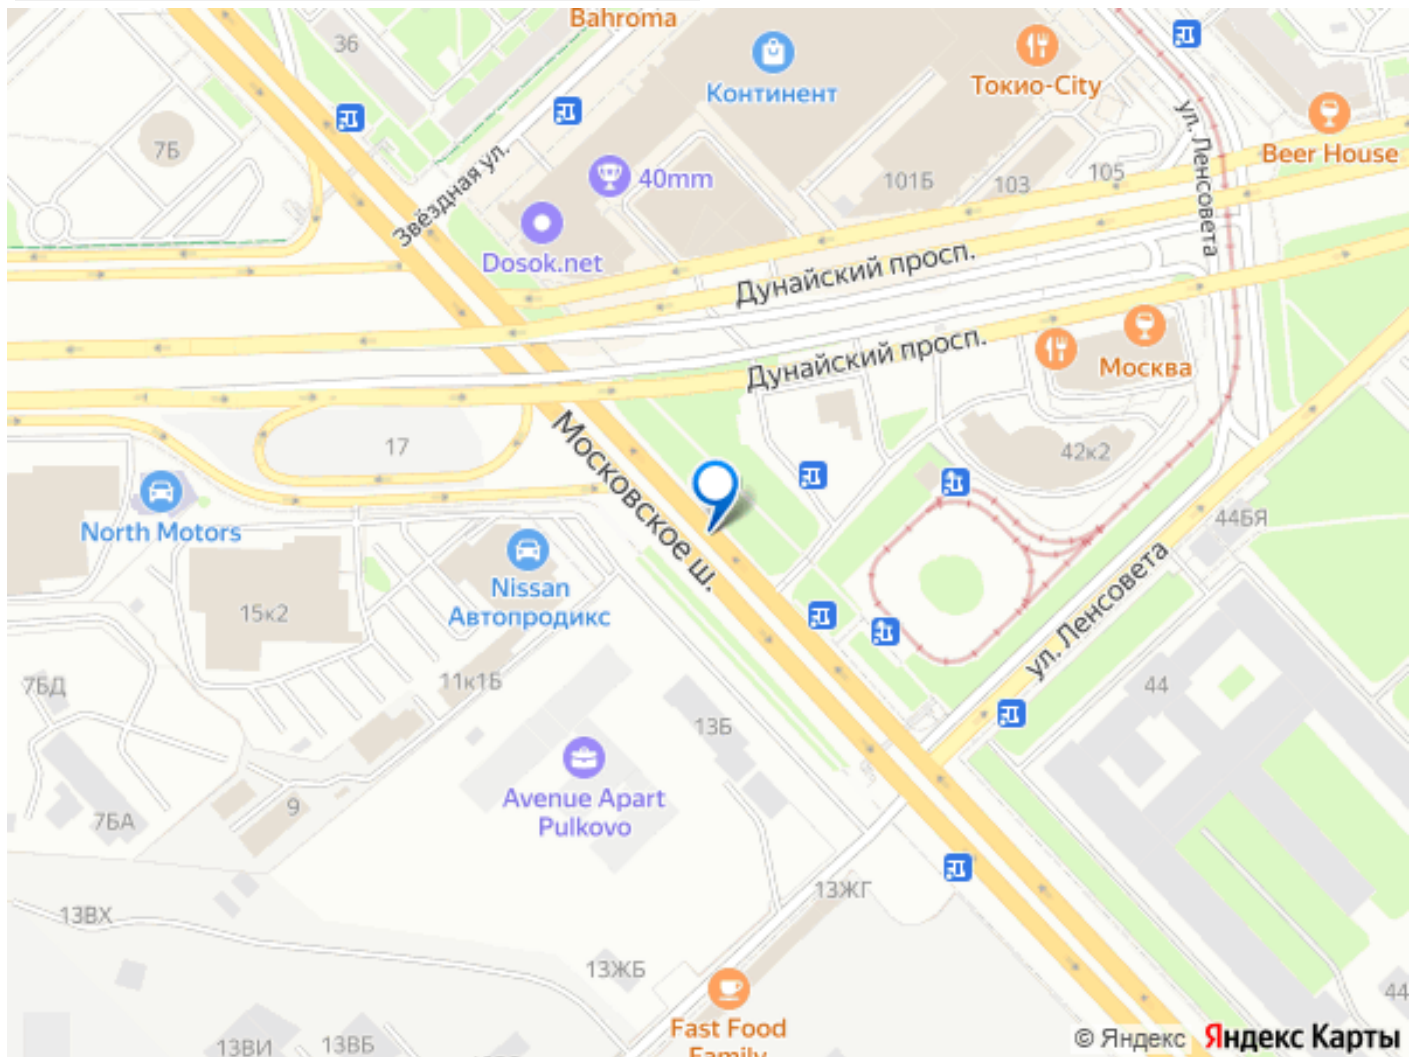 Bahroma
36
Континент
Токио-City
ул. Ленсовета
Beer House
7Б
Звёздная ул.
40mm
101Б
103
105
Dosok.net
Дунайский просп.
Дунайский просп.
Москва
17
Московское ш.
42к2
North Motors
44БЯ
Nissan
Автопродикс
15к2
ул. Ленсовета
7БД
11к1Б
13Б
44
Avenue Apart
Pulkovo
9
7БА
13ВХ
13ЖГ
13ЖБ
44
Fast Food
Family
13ВИ
13ВБ
© Яндекс Яндекс Карты